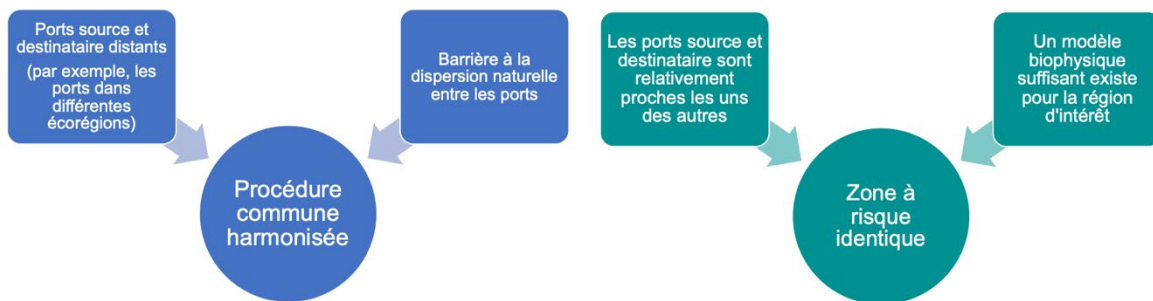 Ports source et
destinataire distants
(par exemple, les
ports dans
différentes
écorégions)
Barrière à la
dispersion naturelle
entre les ports
Procédure
commune
harmonisée
Les ports source et
destinataire sont
relativement
proches les uns
des autres
Un modèle
biophysique
suffisant existe
pour la région
d'intérêt
Zone à
risque
identique